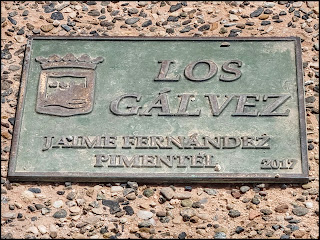 LOS
GÁLVEZ
JAIME FERNÁNDEZ
PIMENTEL
2017